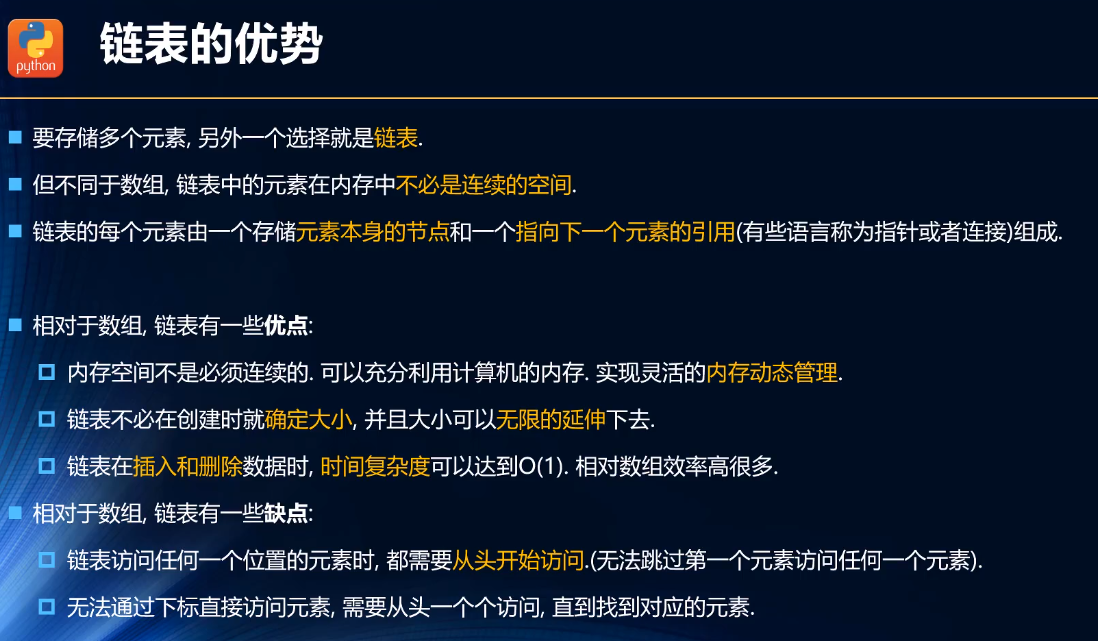 python
链表的优势
要存储多个元素, 另外一个选择就是链表.
但不同于数组, 链表中的元素在内存中不必是连续的空间.
链表的每个元素由一个存储元素本身的节点和一个指向下一个元素的引用(有些语言称为指针或者连接)组成.
相对于数组, 链表有一些优点:
内存空间不是必须连续的. 可以充分利用计算机的内存. 实现灵活的内存动态管理.
链表不必在创建时就确定大小, 并且大小可以无限的延伸下去.
链表在插入和删除数据时, 时间复杂度可以达到O(1). 相对数组效率高很多.
相对于数组, 链表有一些缺点:
链表访问任何一个位置的元素时, 都需要从头开始访问.(无法跳过第一个元素访问任何一个元素).
无法通过下标直接访问元素, 需要从头一个个访问, 直到找到对应的元素.